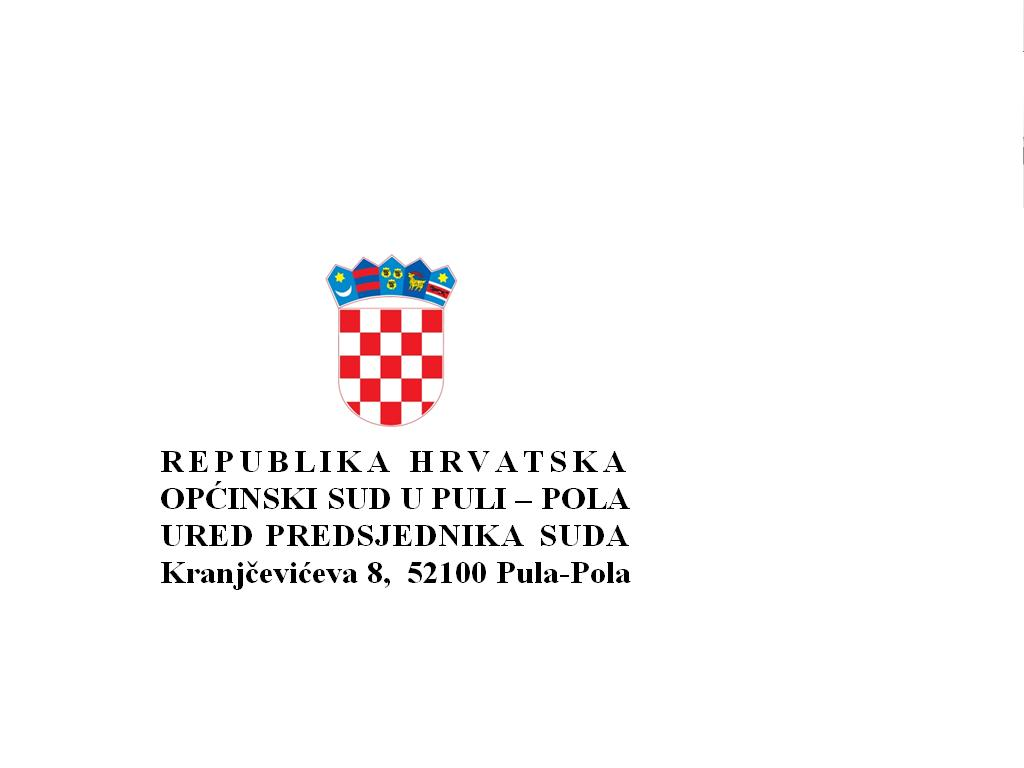 REPUBLIKA HRVATSKA
OPĆINSKI SUD U PULI – POLA
URED PREDSJEDNIKA SUDA
Kranjčevićeva 8, 52100 Pula-Pola